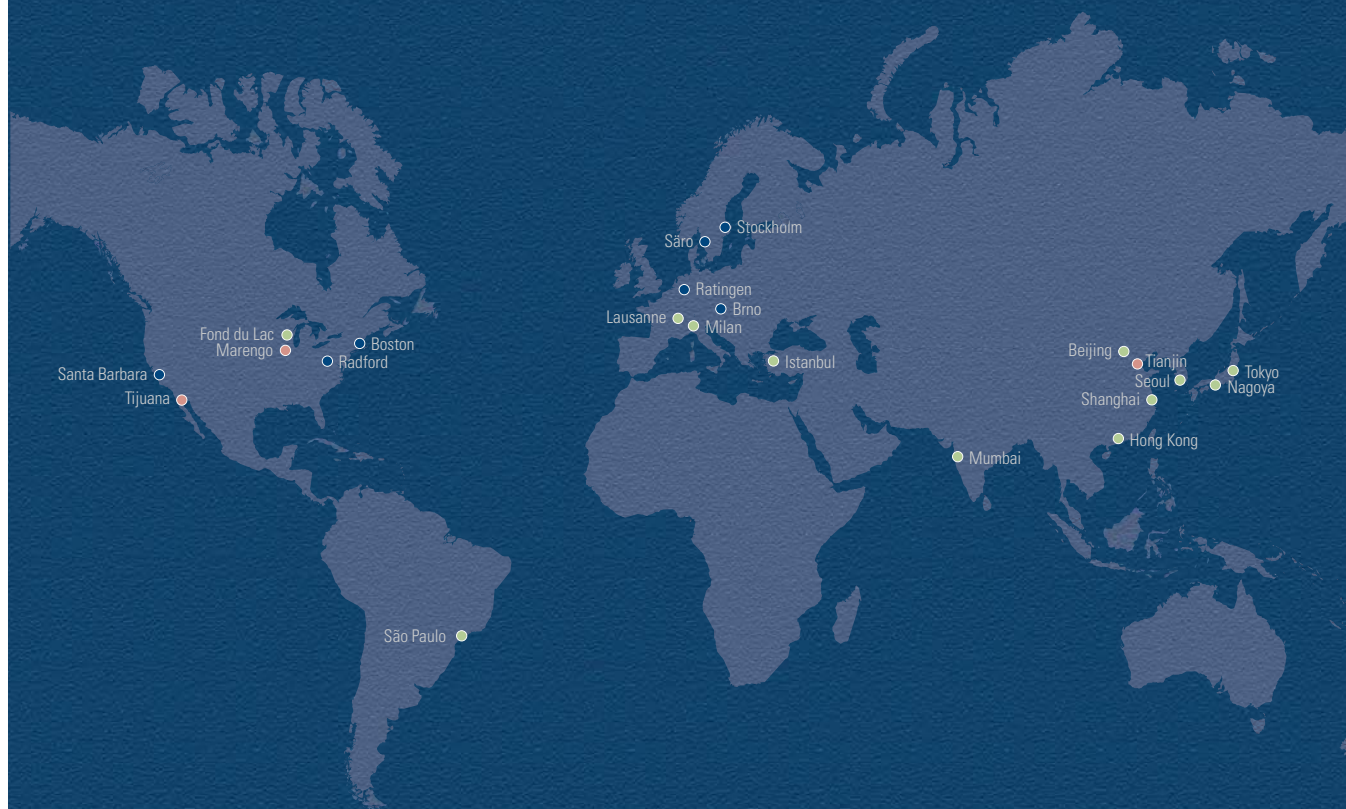 Stockholm
Säro
Ratingen
Brno
Lausanne
Milan
Fond du Lac
Marengo
Boston
Radford
Istanbul
Beijing
Tianjin
Santa Barbara
Seoul
Tokyo
Nagoya
Tijuana
Shanghai
Hong Kong
Mumbai
São Paulo